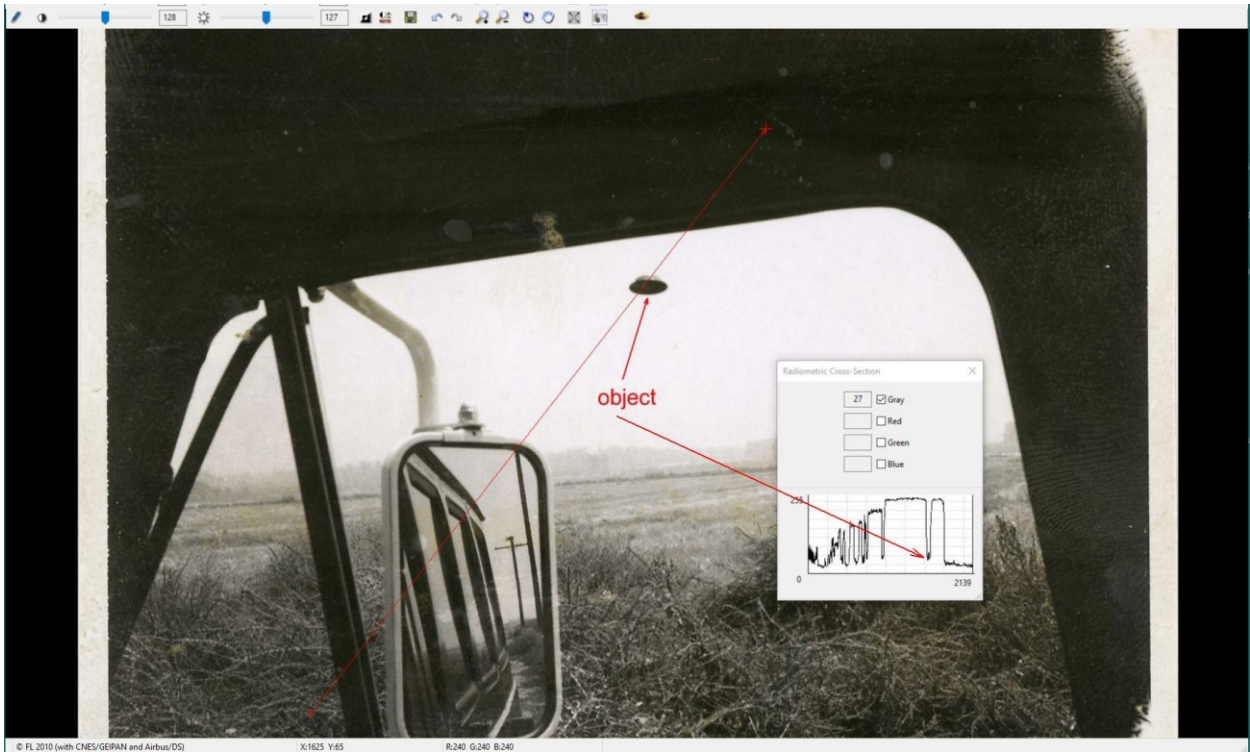 128
127
object
Radiometric Cross-Section
27 Gray
Red
Green
Blue
255
0
2139
© FL 2010 (with CNES/GEIPAN and Airbus/DS)
X:1625 Y:65
R:240 G:240 B:240